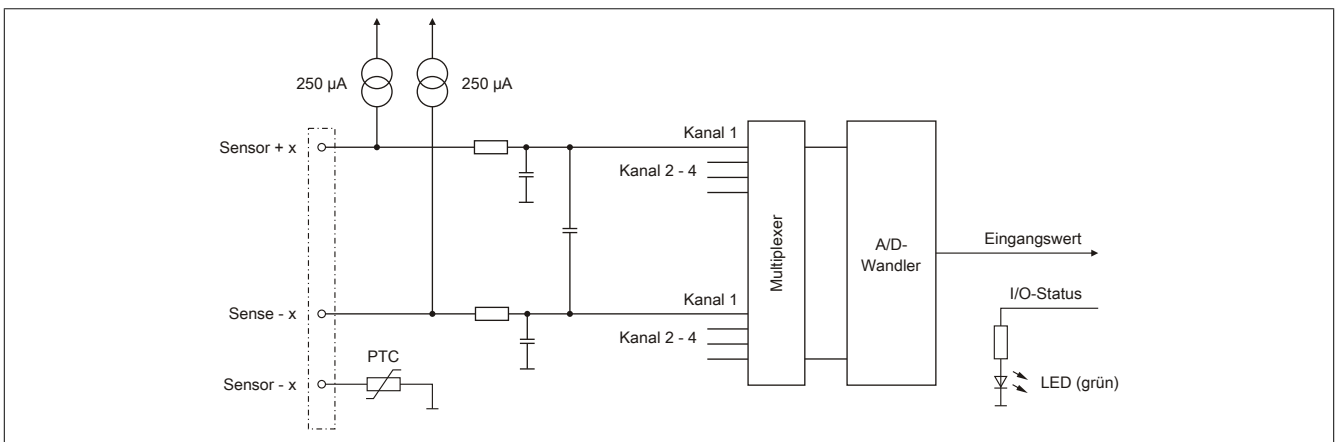 250 µA
250 µA
Sensor + x
Kanal 1
Kanal 2 - 4
Multiplexer
A/D-
Wandler
Eingangswert
Sense - x
Kanal 1
Kanal 2 - 4
I/O-Status
PTC
Sensor - x
LED (grün)